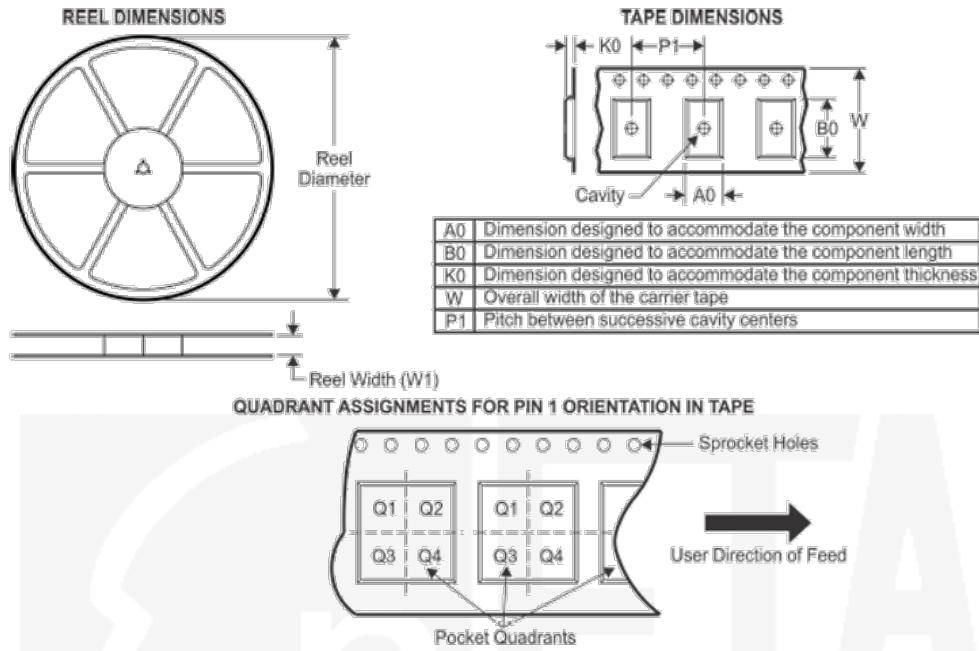 REEL DIMENSIONS
Reel
Diameter
Reel Width (W1)
TAPE DIMENSIONS
K0
P1
B0
W
Cavity
A0
A0 Dimension designed to accommodate the component width
B0 Dimension designed to accommodate the component length
K0 Dimension designed to accommodate the component thickness
W Overall width of the carrier tape
P1 Pitch between successive cavity centers
QUADRANT ASSIGNMENTS FOR PIN 1 ORIENTATION IN TAPE
Sprocket Holes
Q1 Q2 Q1 Q2
Q3 Q4 Q3 Q4
User Direction of Feed
Pocket Quadrants